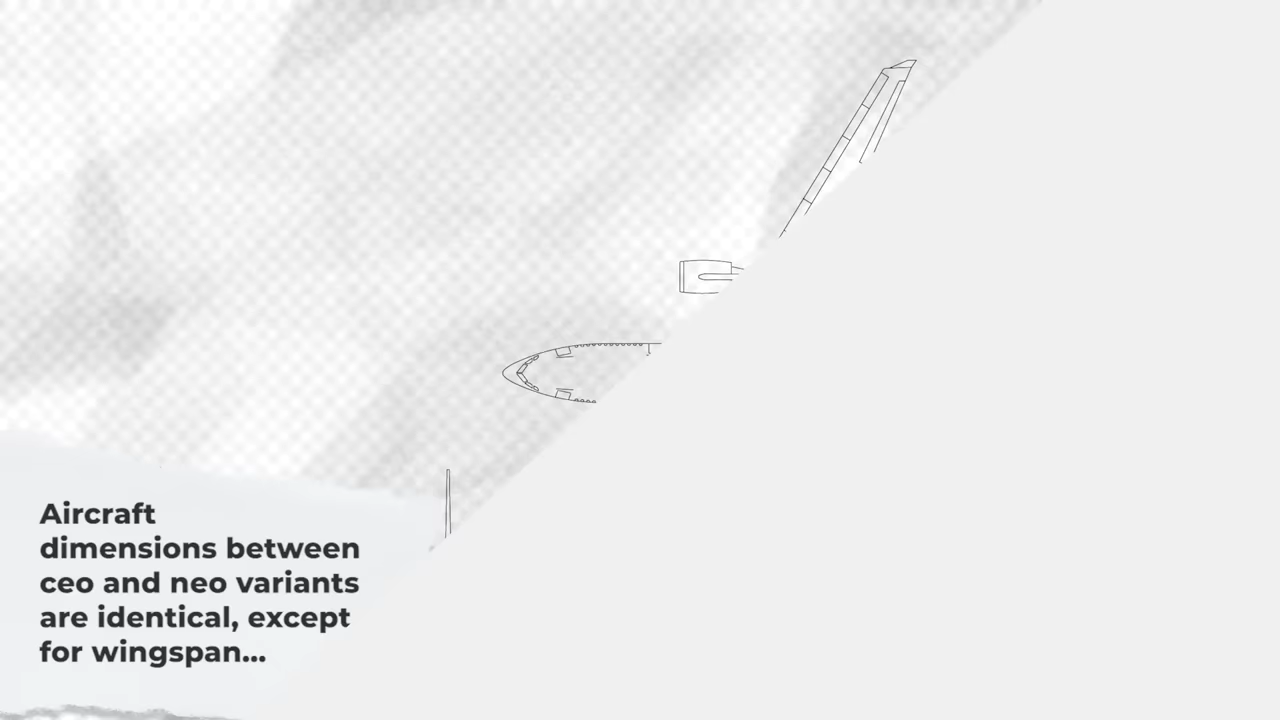 Aircraft
dimensions between
ceo and neo variants
are identical, except
for wingspan...